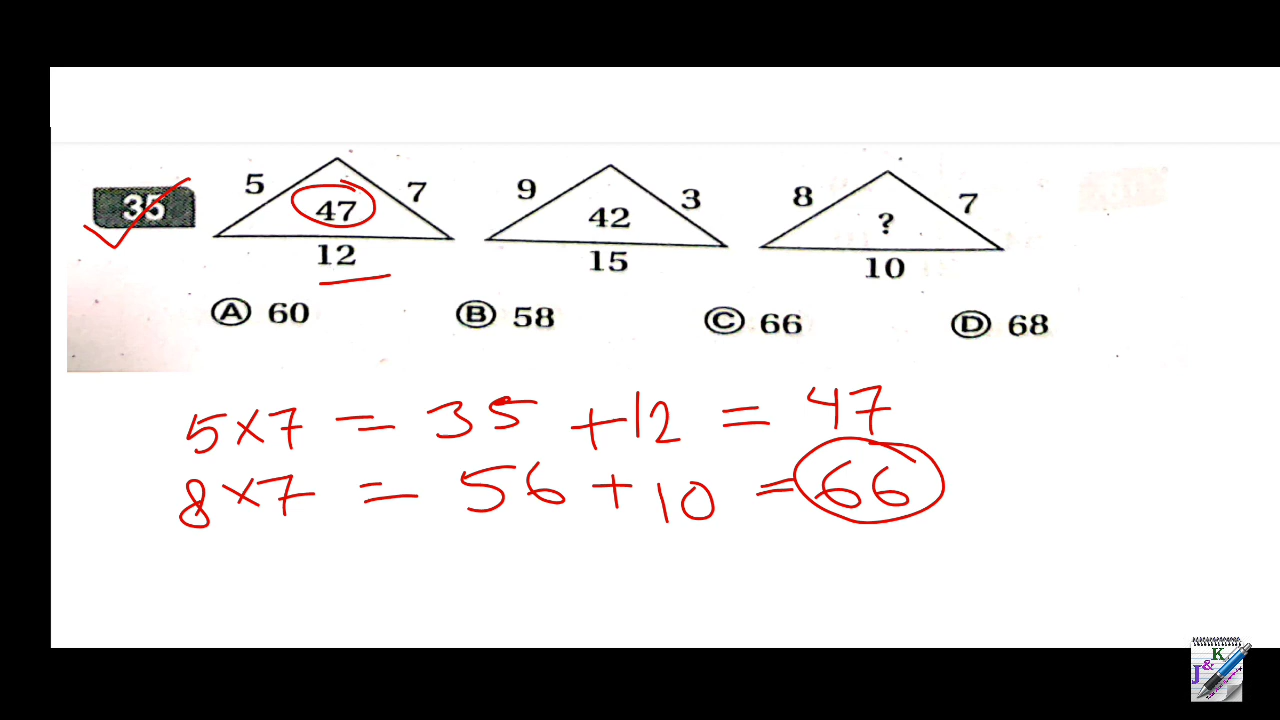 35
5 47 7 9 42 3 8 ? 7
12 15 10
Ⓐ 60 Ⓑ 58 Ⓒ 66 Ⓓ 68
5×7 = 35 +12 = 47
8×7 = 56 + 10 = 66
J&K